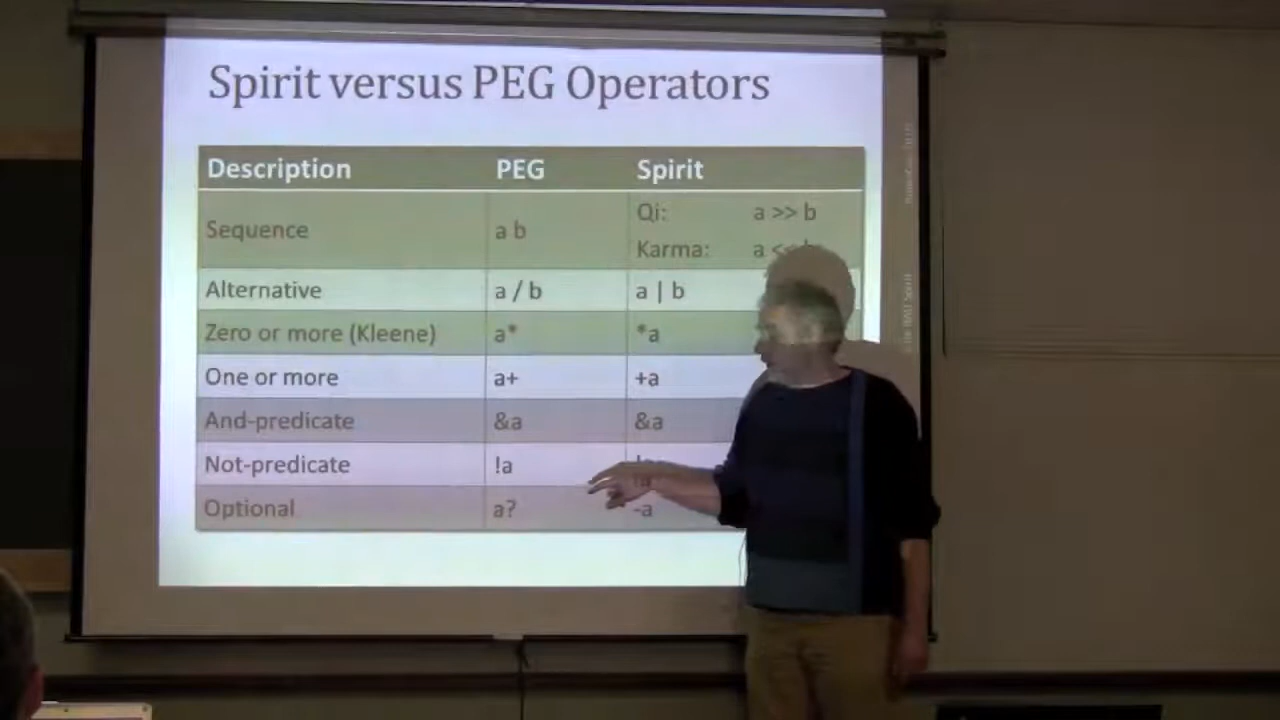 Spirit versus PEG Operators
Description PEG Spirit
Sequence a b Qi: a >> b
Karma: a <<
Alternative a / b a | b
Zero or more (Kleene) a* *a
One or more a+ +a
And-predicate &a &a
Not-predicate !a
Optional a? -a